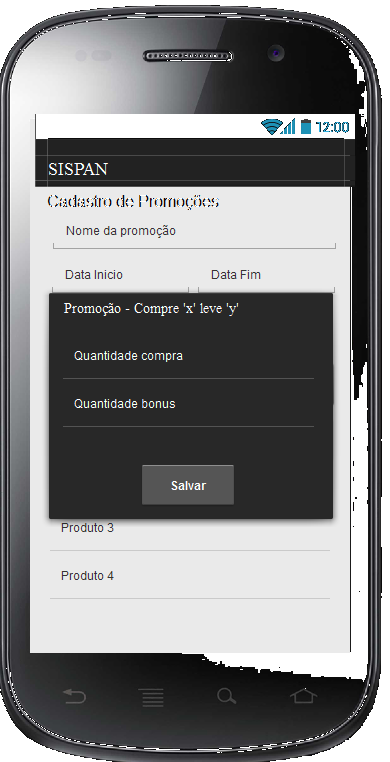 12:00
SISPAN
Cadastro de Promoções
Nome da promoção
Data Inicio Data Fim
Promoção - Compre 'x' leve 'y'
Quantidade compra
Quantidade bonus
Salvar
Produto 3
Produto 4